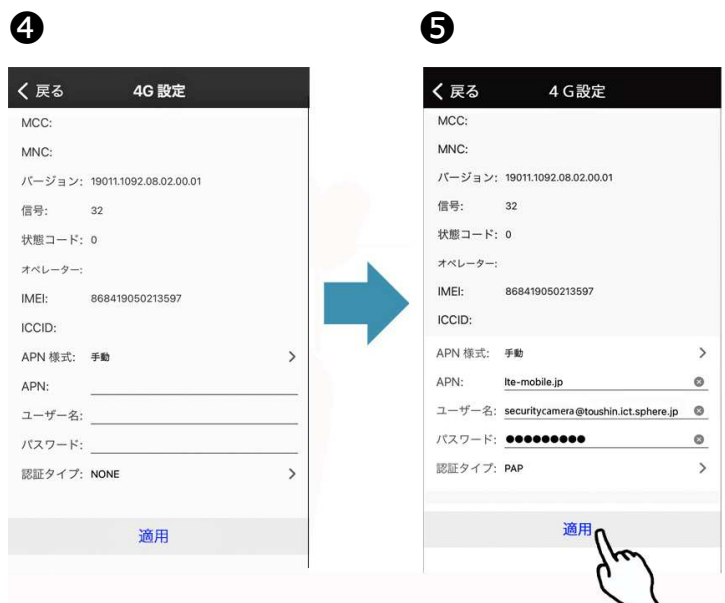 ❹
戻る 4G 設定
MCC:
MNC:
バージョン: 19011.1092.08.02.00.01
信号: 32
状態コード: 0
オペレーター:
IMEI: 868419050213597
ICCID:
APN 様式: 手動
APN:
ユーザー名:
パスワード:
認証タイプ: NONE
適用
❺
戻る 4G設定
MCC:
MNC:
バージョン: 19011.1092.08.02.00.01
信号: 32
状態コード: 0
オペレーター:
IMEI: 868419050213597
ICCID:
APN 様式: 手動
APN: lte-mobile.jp
ユーザー名: securitycamera@toushin.ict.sphere.jp
パスワード: ●●●●●●●●●
認証タイプ: PAP
適用